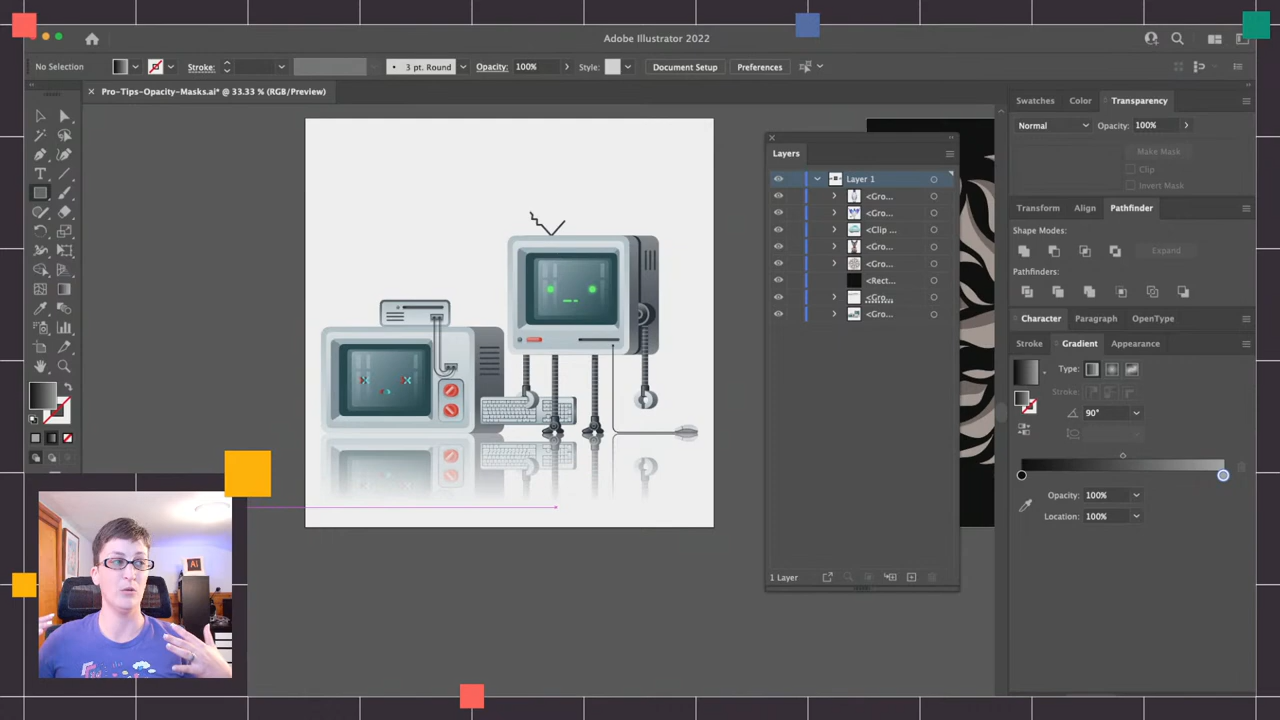 Adobe Illustrator 2022
No Selection
Stroke:
3 pt. Round
Opacity:
100%
Style:
Document Setup
Preferences
Pro-Tips-Opacity-Masks.ai* @ 33.33 % (RGB/Preview)
Layers
Layer 1
<Gro...
<Gro...
<Clip ...
<Gro...
<Gro...
<Rect...
<Gro...
<Gro...
1 Layer
Swatches
Color
Transparency
Normal
Opacity:
100%
Make Mask
Clip
Invert Mask
Transform
Align
Pathfinder
Shape Modes:
Expand
Pathfinders:
Character
Paragraph
OpenType
Stroke
Gradient
Appearance
Type:
Stroke:
90°
Opacity:
100%
Location:
100%
Ai